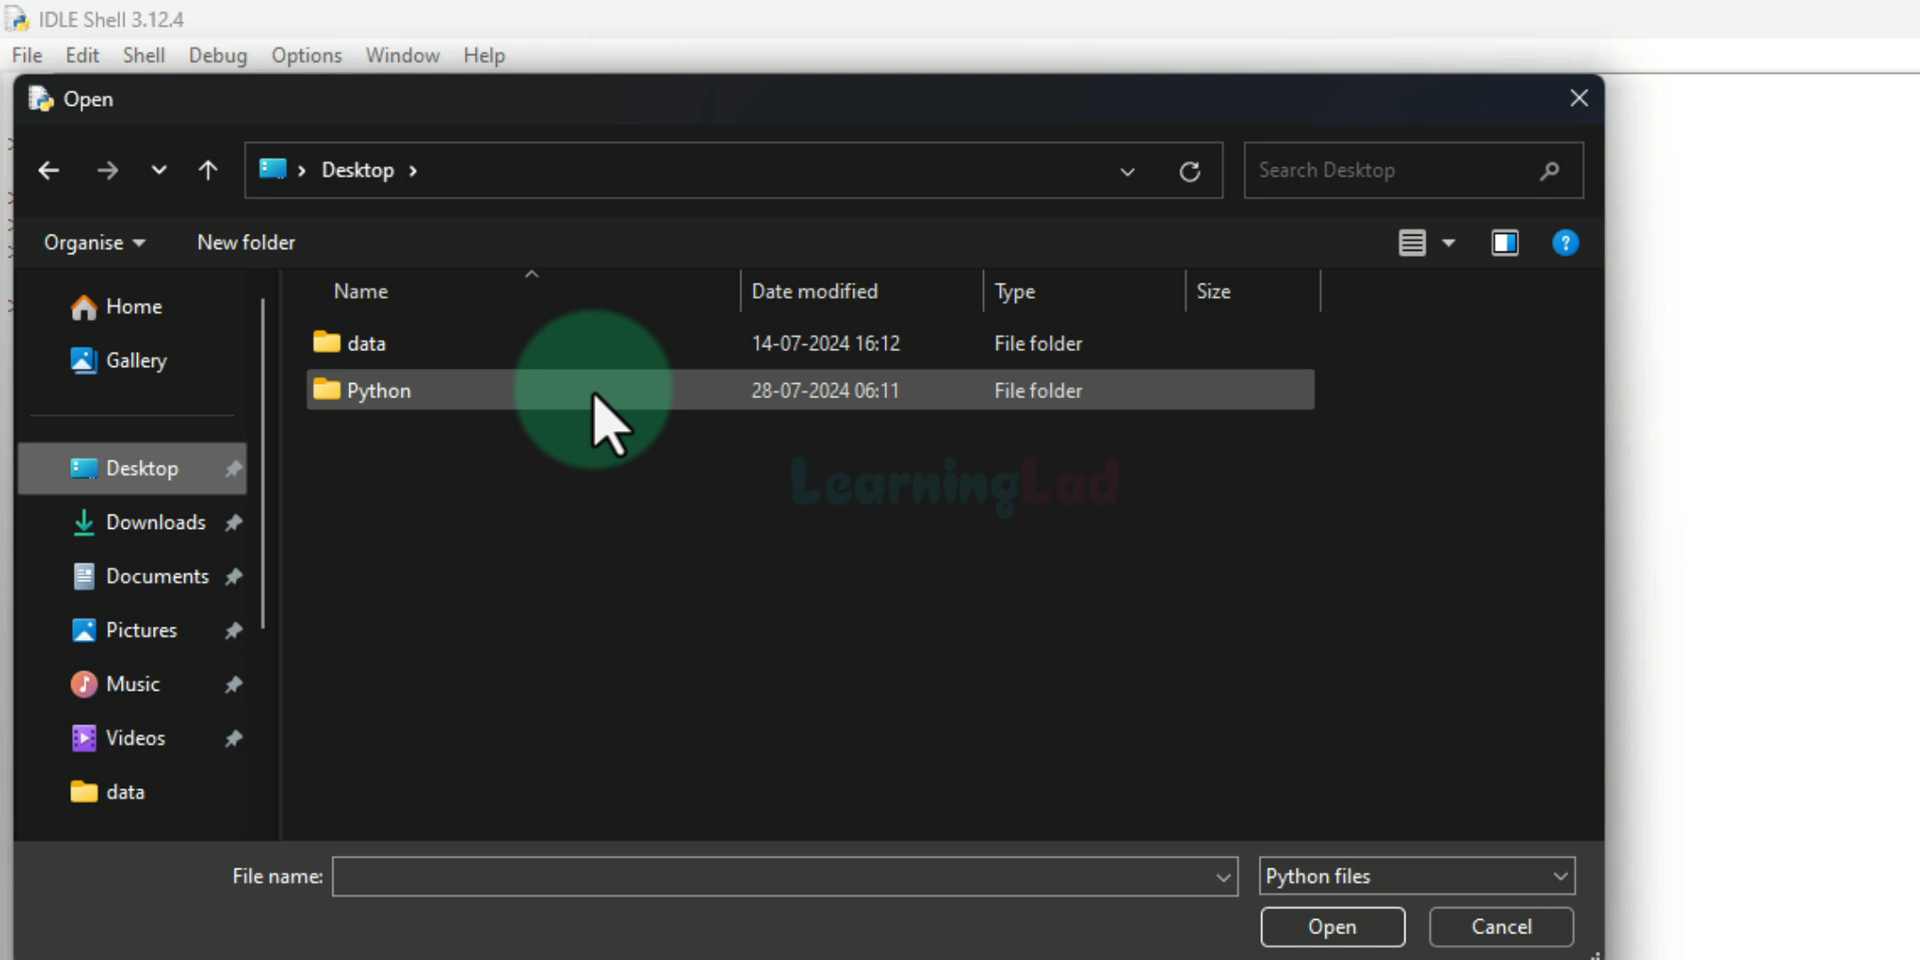 IDLE Shell 3.12.4
File Edit Shell Debug Options Window Help
Open
Desktop
Search Desktop
Organise New folder
Name Date modified Type Size
Home
Gallery
Desktop
Downloads
Documents
Pictures
Music
Videos
data
data 14-07-2024 16:12 File folder
Python 28-07-2024 06:11 File folder
LearningLad
File name: Python files
Open Cancel